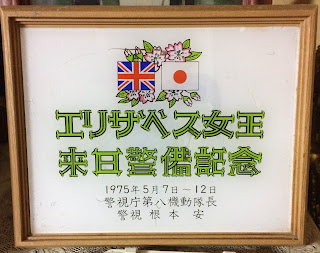 エリザベス女王
来日警備記念
1975年5月7日－12日
警視庁第八機動隊長
警視 根本 安